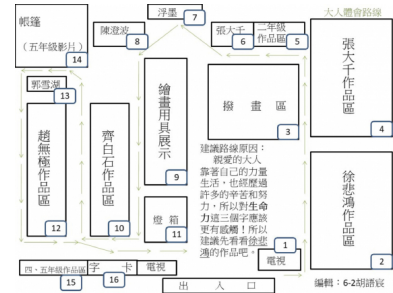 帳篷
(五年級影片)
14
陳澄波
8
浮墨
7
張大千
6
二年級
作品區
5
大人體會路線
張大千作品區
4
郭雪湖
13
趙無極作品區
12
齊白石作品區
10
繪畫用具展示
9
撥畫區
3
燈箱
11
建議路線原因：
親愛的大人
靠著自己的力量
生活，也經歷過
許多的辛苦和努
力，所以對生命
力這三個字應該
更有感觸！所以
建議先看看徐悲
鴻的作品吧。
1
電視
徐悲鴻作品區
2
四、五年級作品區
15
字卡
16
電視
出入口
編輯：6-2胡語宸